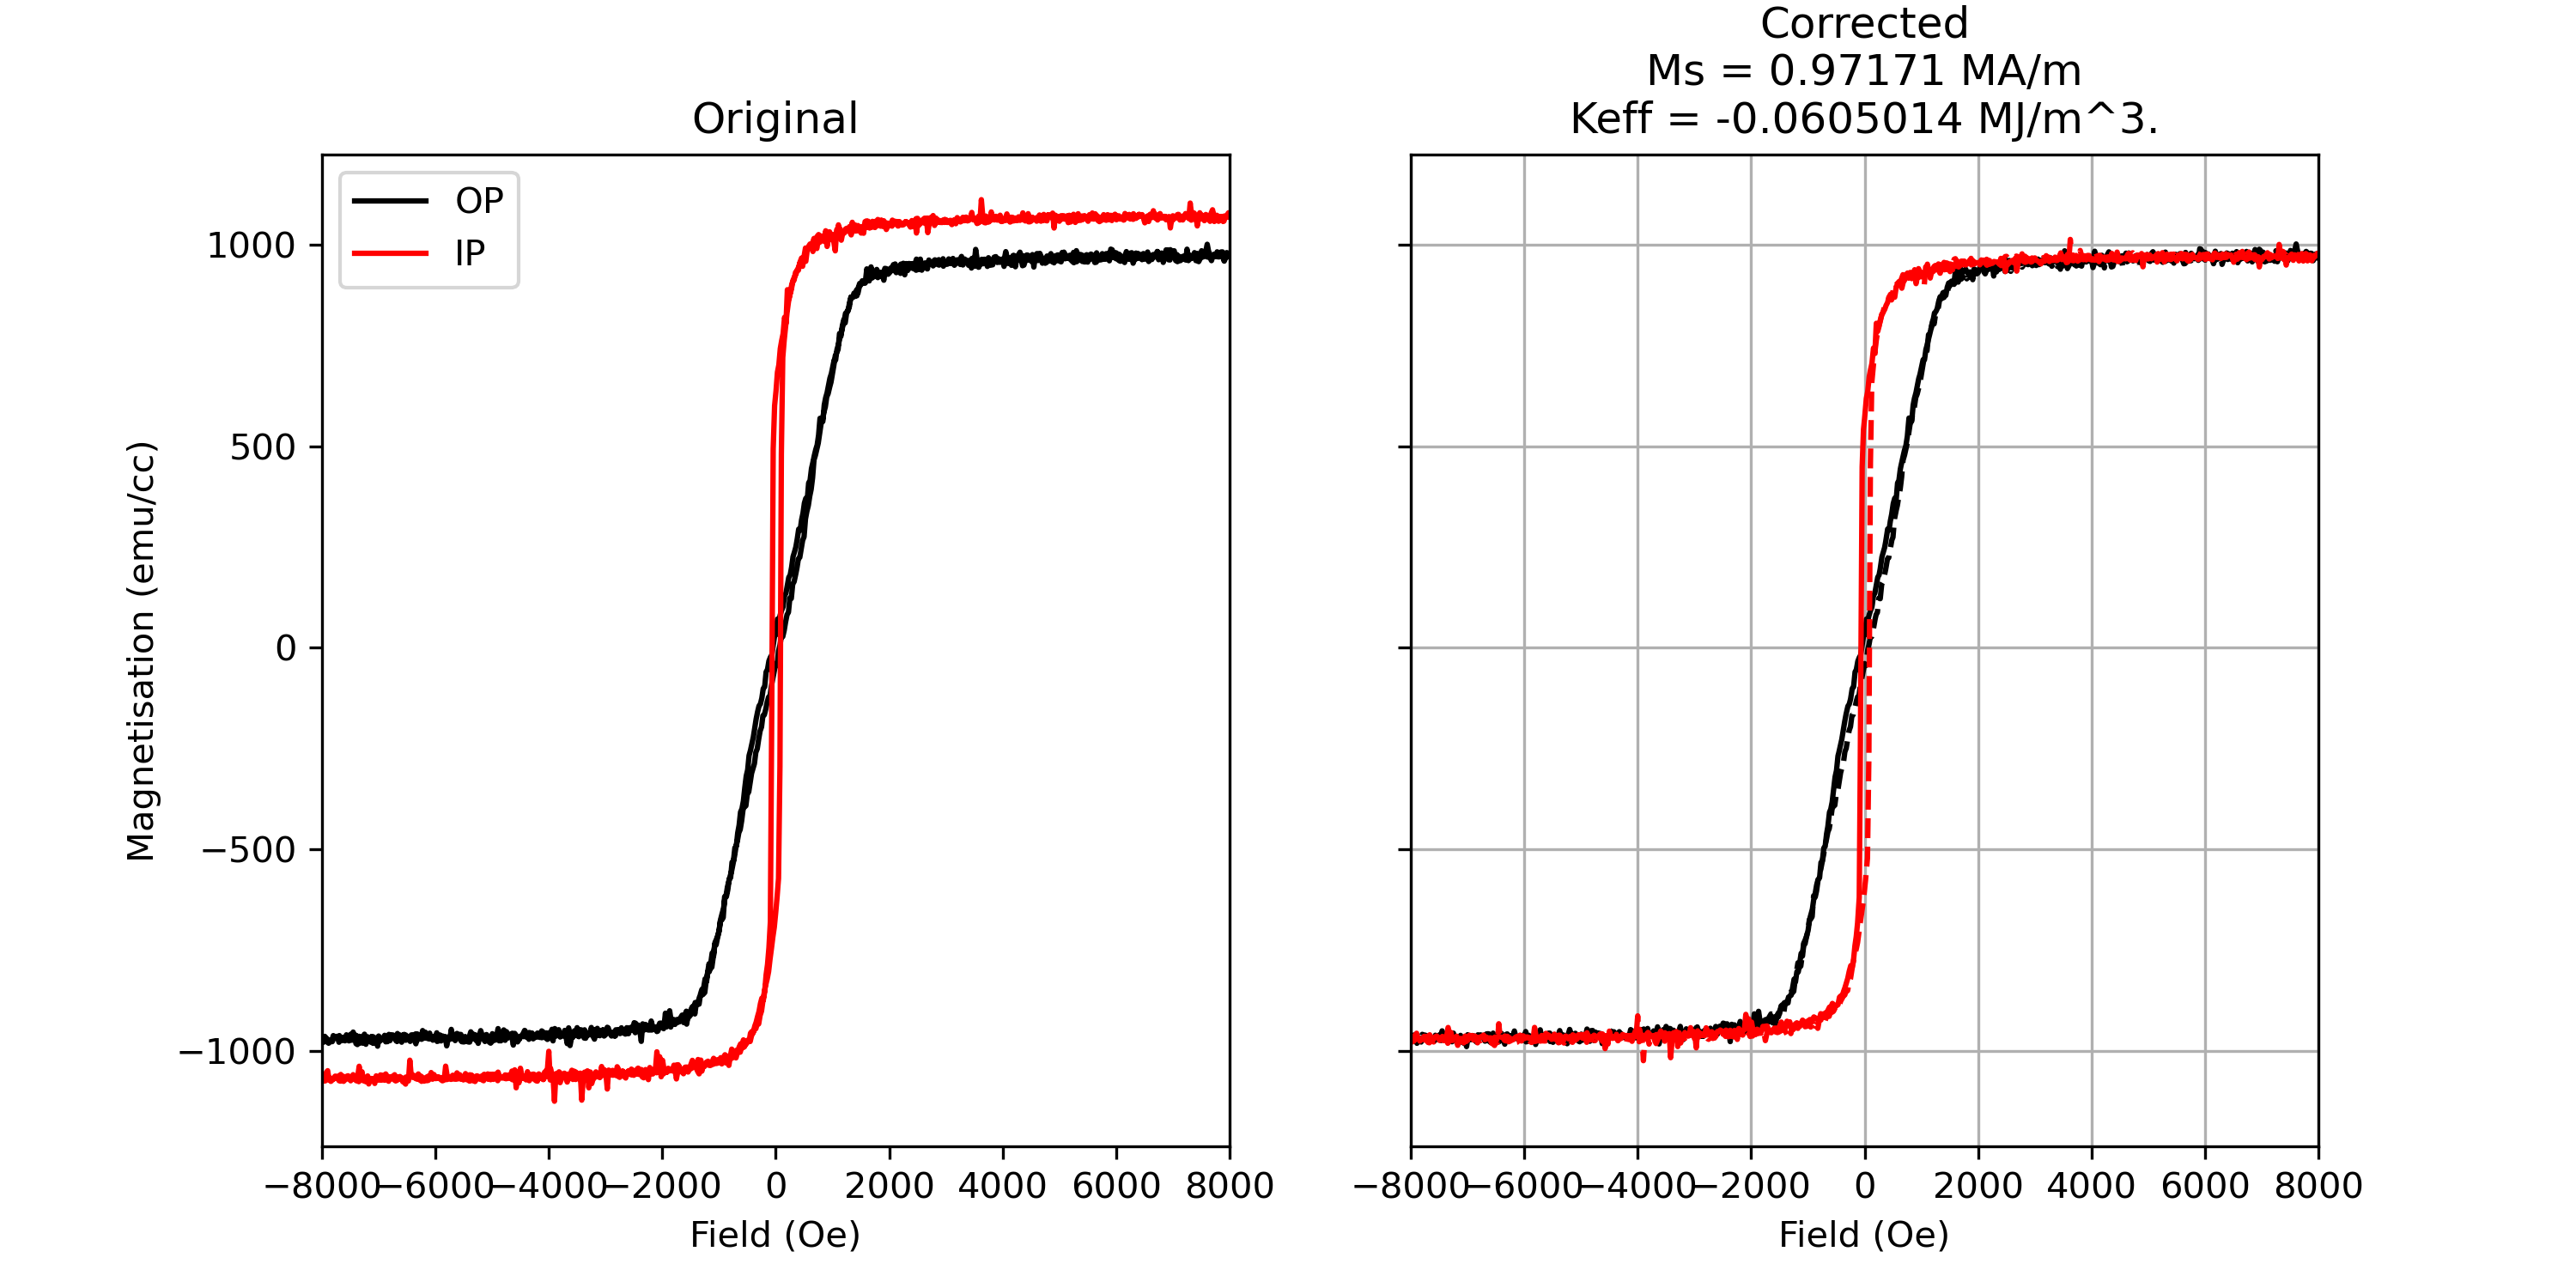 Original
OP
IP
1000
500
0
−500
−1000
Magnetisation (emu/cc)
−8000 −6000 −4000 −2000 0 2000 4000 6000 8000
Field (Oe)
Corrected
Ms = 0.97171 MA/m
Keff = -0.0605014 MJ/m^3.
−8000 −6000 −4000 −2000 0 2000 4000 6000 8000
Field (Oe)